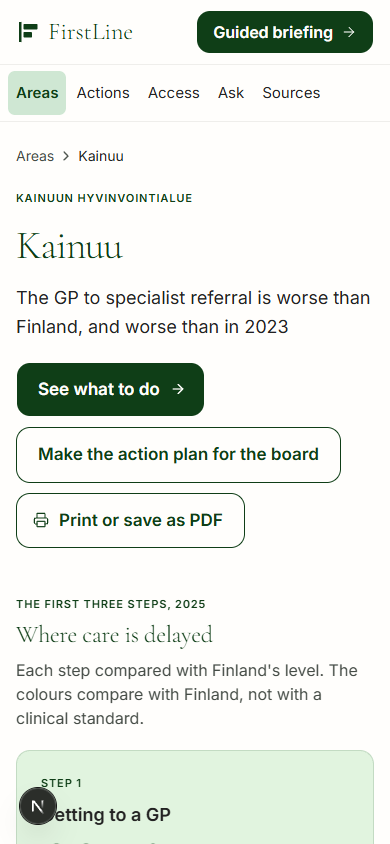 FirstLine
Guided briefing →
Areas Actions Access Ask Sources
Areas > Kainuu
KAINUUN HYVINVOINTIALUE
Kainuu
The GP to specialist referral is worse than
Finland, and worse than in 2023
See what to do →
Make the action plan for the board
Print or save as PDF
THE FIRST THREE STEPS, 2025
Where care is delayed
Each step compared with Finland's level. The
colours compare with Finland, not with a
clinical standard.
STEP 1
N
etting to a GP